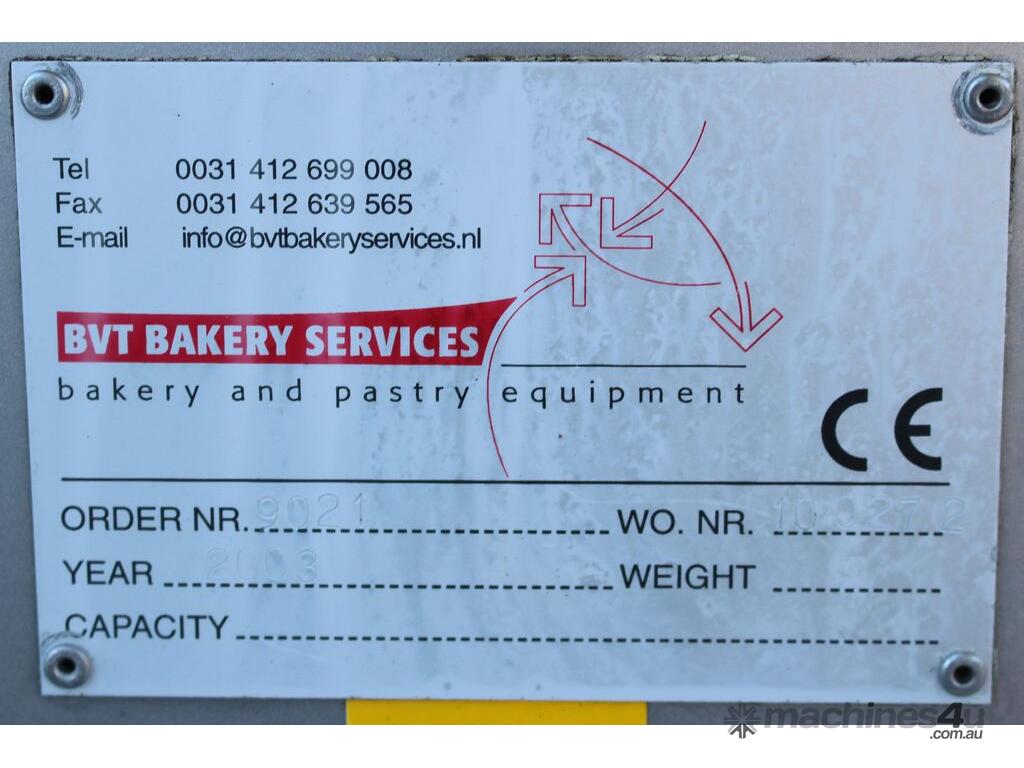 Tel 0031 412 699 008
Fax 0031 412 639 565
E-mail info@bvtbakeryservices.nl
BVT BAKERY SERVICES
bakery and pastry equipment
CE
ORDER NR. 9021 WO. NR.
YEAR 2003 WEIGHT
CAPACITY
machines4u
.com.au